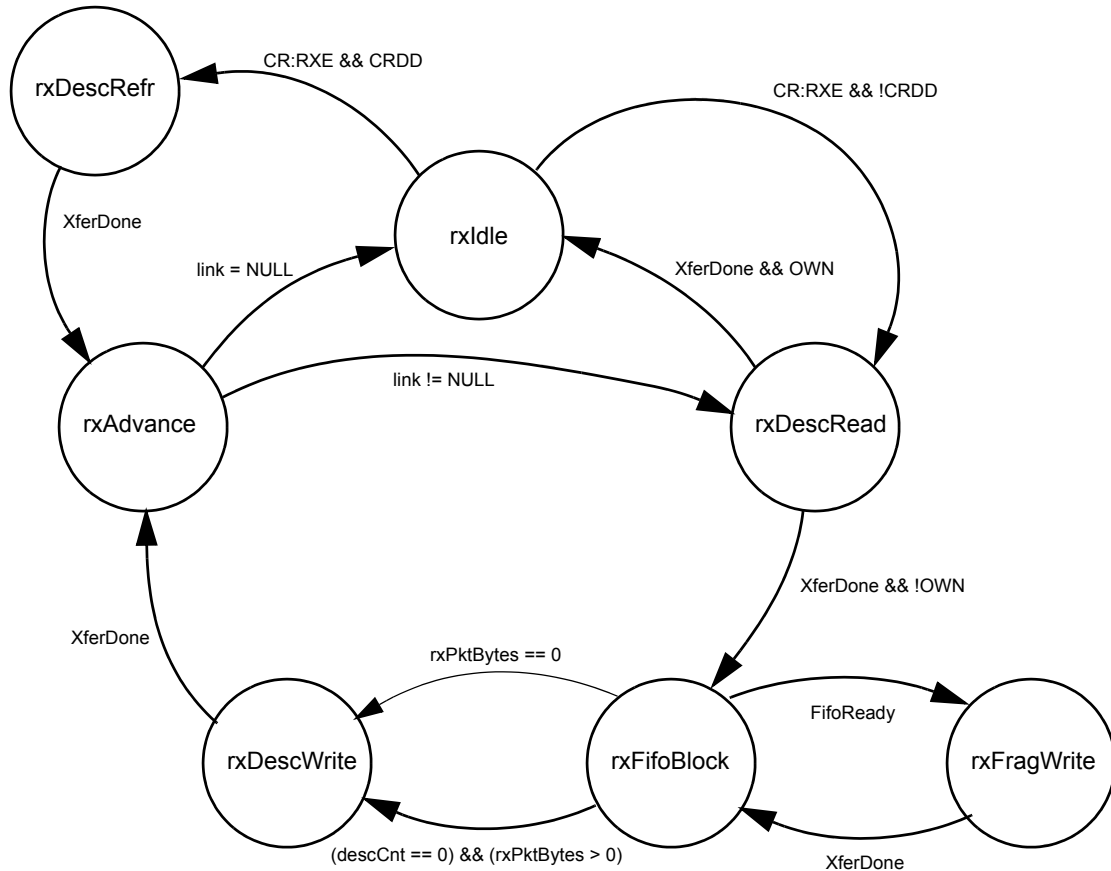 CR:RXE && CRDD
rxDescRefr
CR:RXE && !CRDD
XferDone
rxIdle
link = NULL
XferDone && OWN
link != NULL
rxAdvance
rxDescRead
XferDone && !OWN
XferDone
rxPktBytes == 0
FifoReady
rxDescWrite
rxFifoBlock
rxFragWrite
(descCnt == 0) && (rxPktBytes > 0)
XferDone